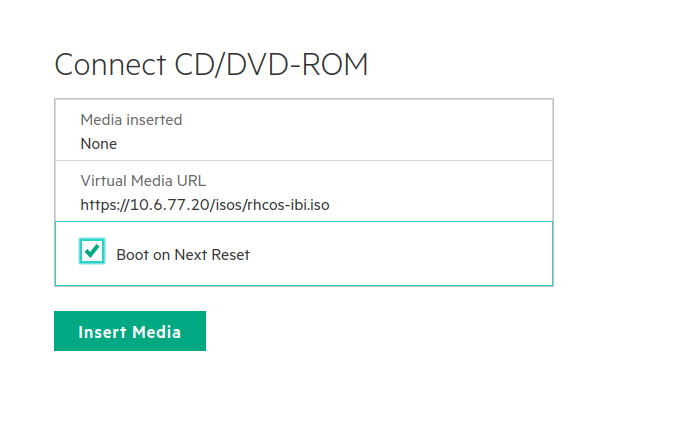 Connect CD/DVD-ROM
Media inserted
None
Virtual Media URL
https://10.6.77.20/isos/rhcos-ibi.iso
Boot on Next Reset
Insert Media